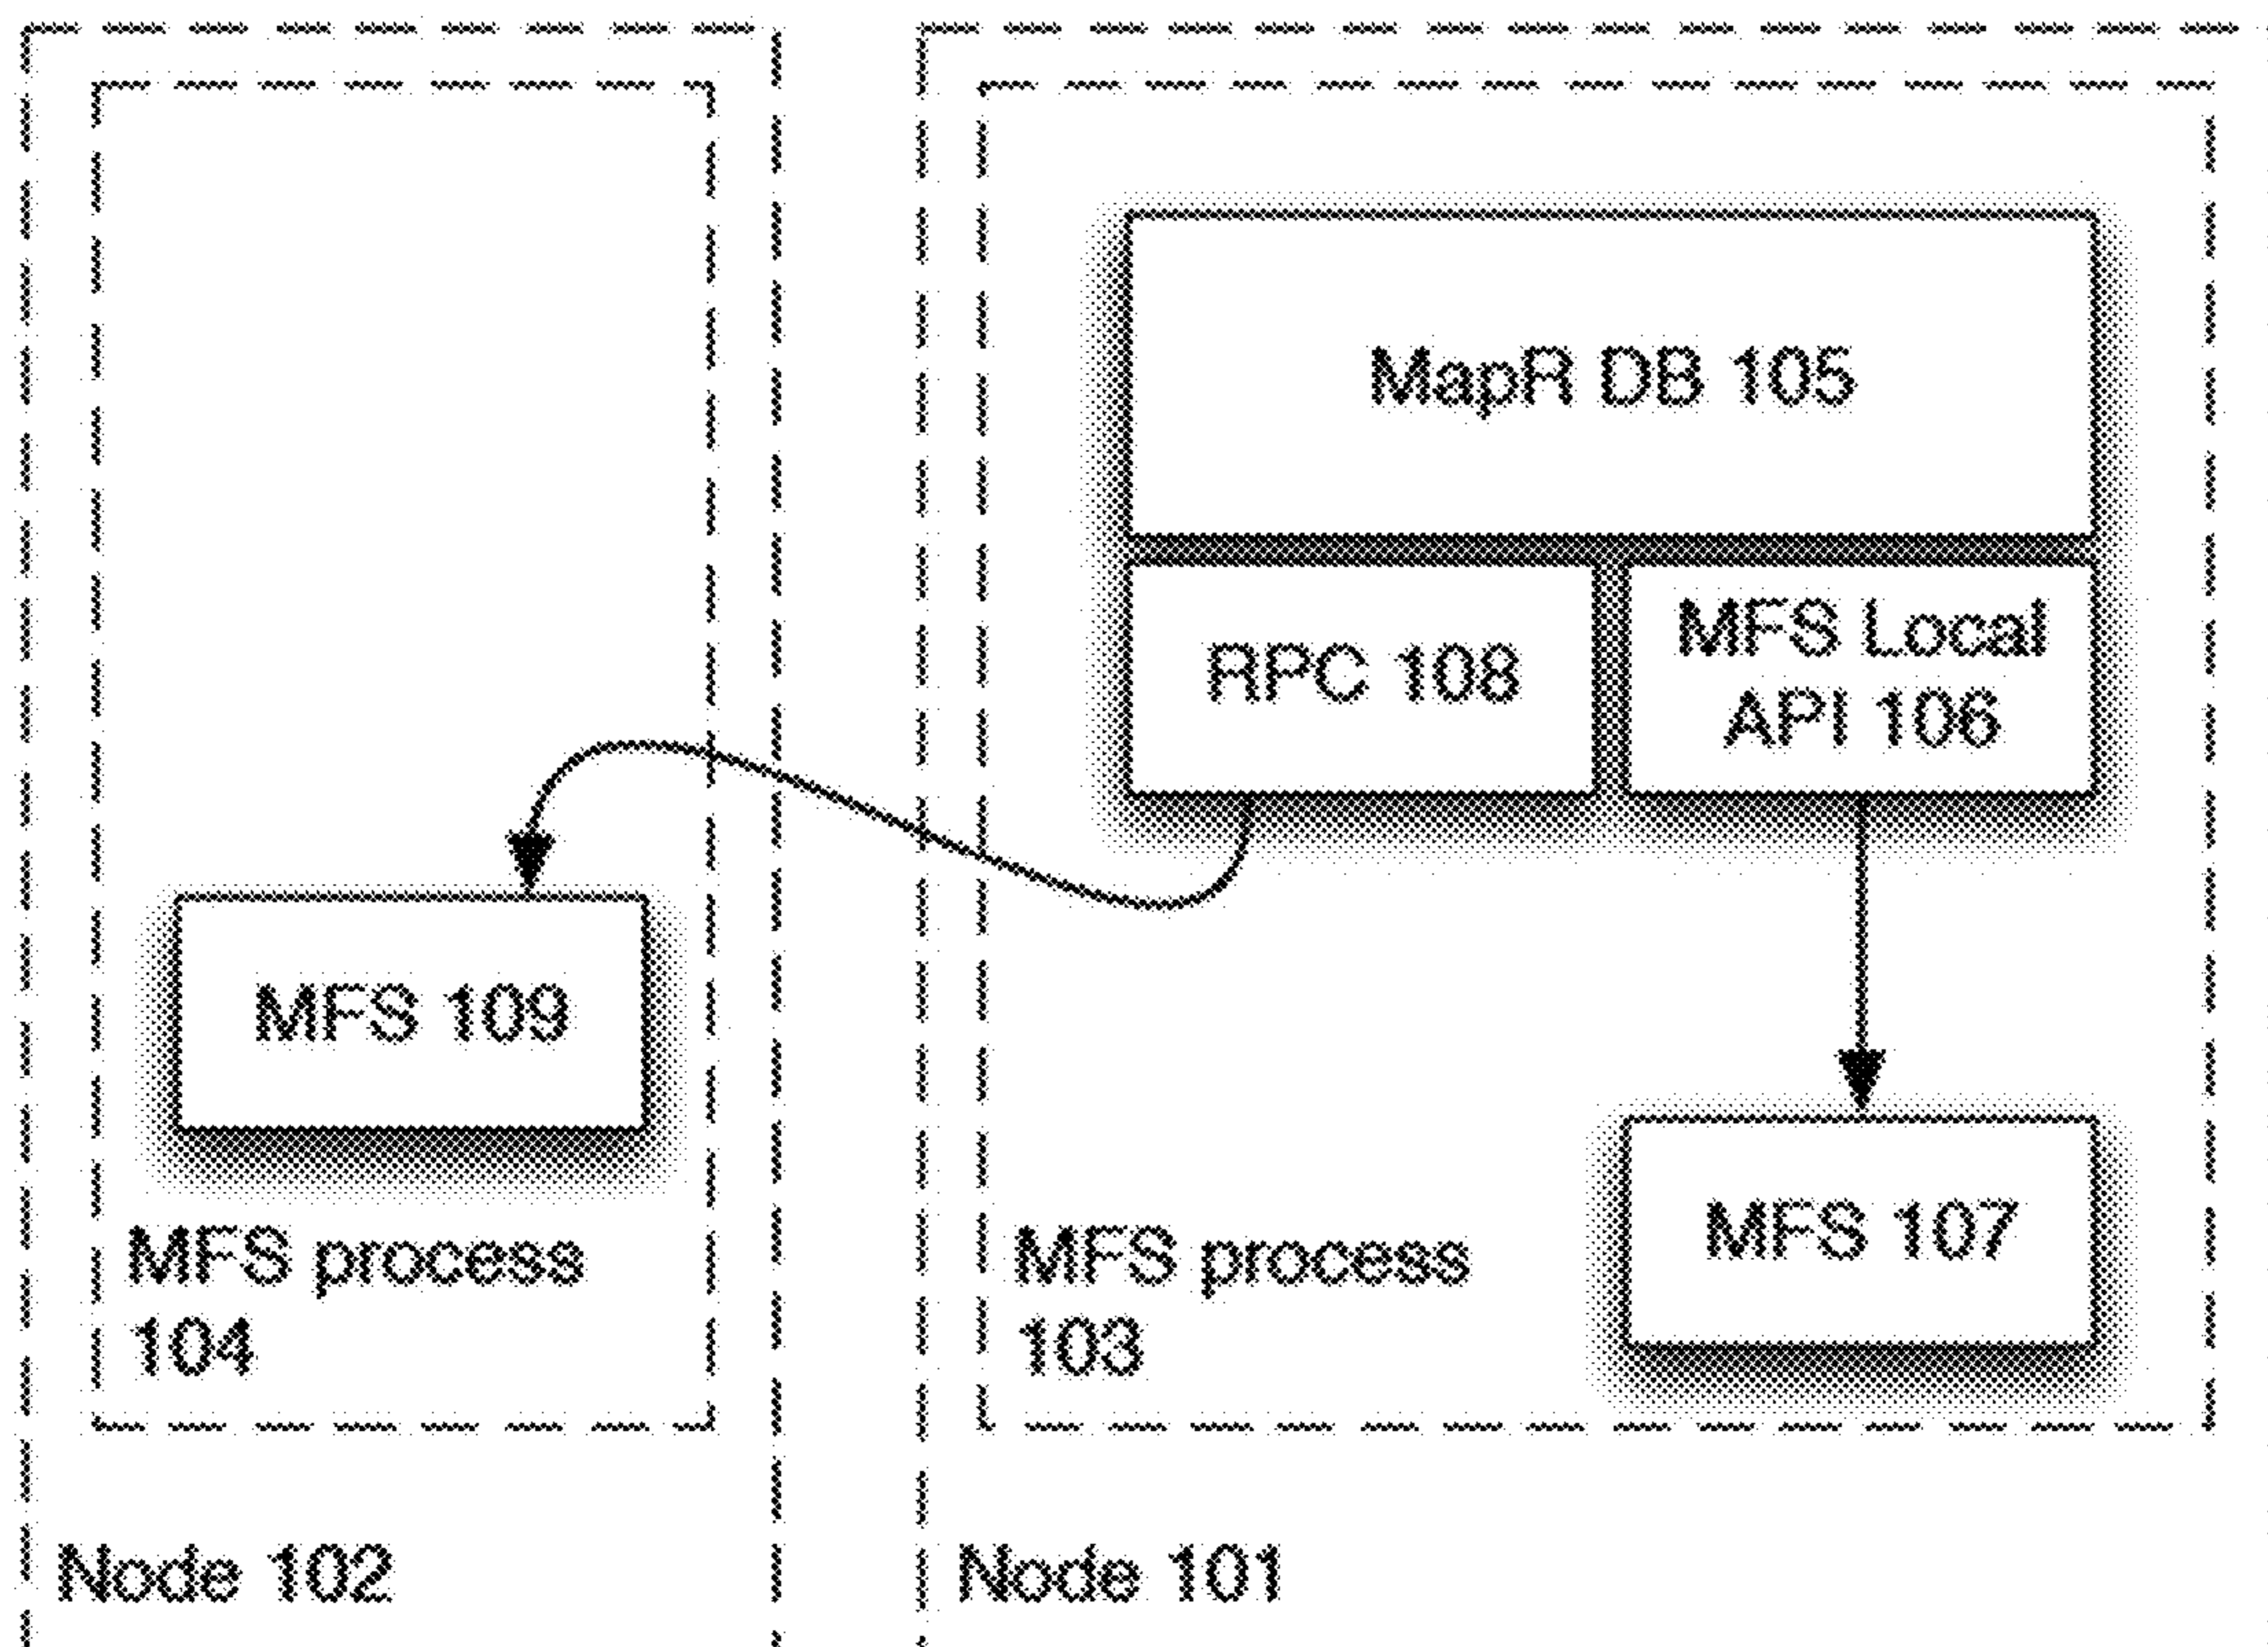 MapR DB 105
RPC 108
MFS Local
API 106
MFS 109
MFS 107
MFS process
104
MFS process
103
Node 102
Node 101